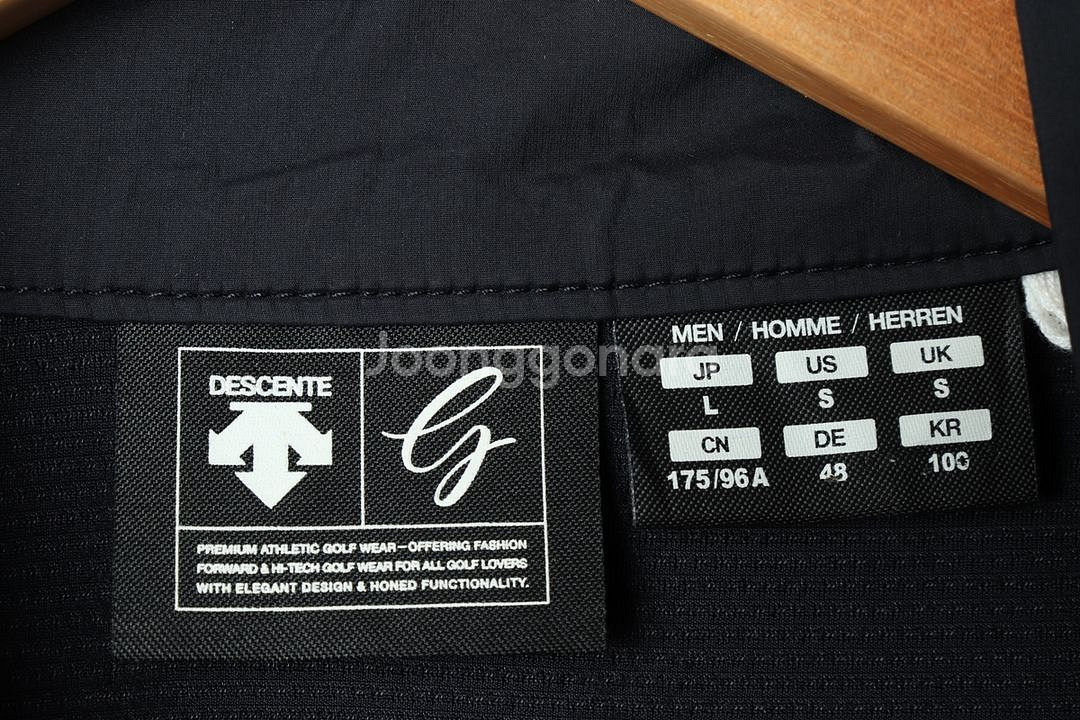 Joonggonara
DESCENTE
G
PREMIUM ATHLETIC GOLF WEAR—OFFERING FASHION
FORWARD & HI-TECH GOLF WEAR FOR ALL GOLF LOVERS
WITH ELEGANT DESIGN & HONED FUNCTIONALITY.
MEN / HOMME / HERREN
JP US UK
L S S
CN DE KR
175/96A 48 100